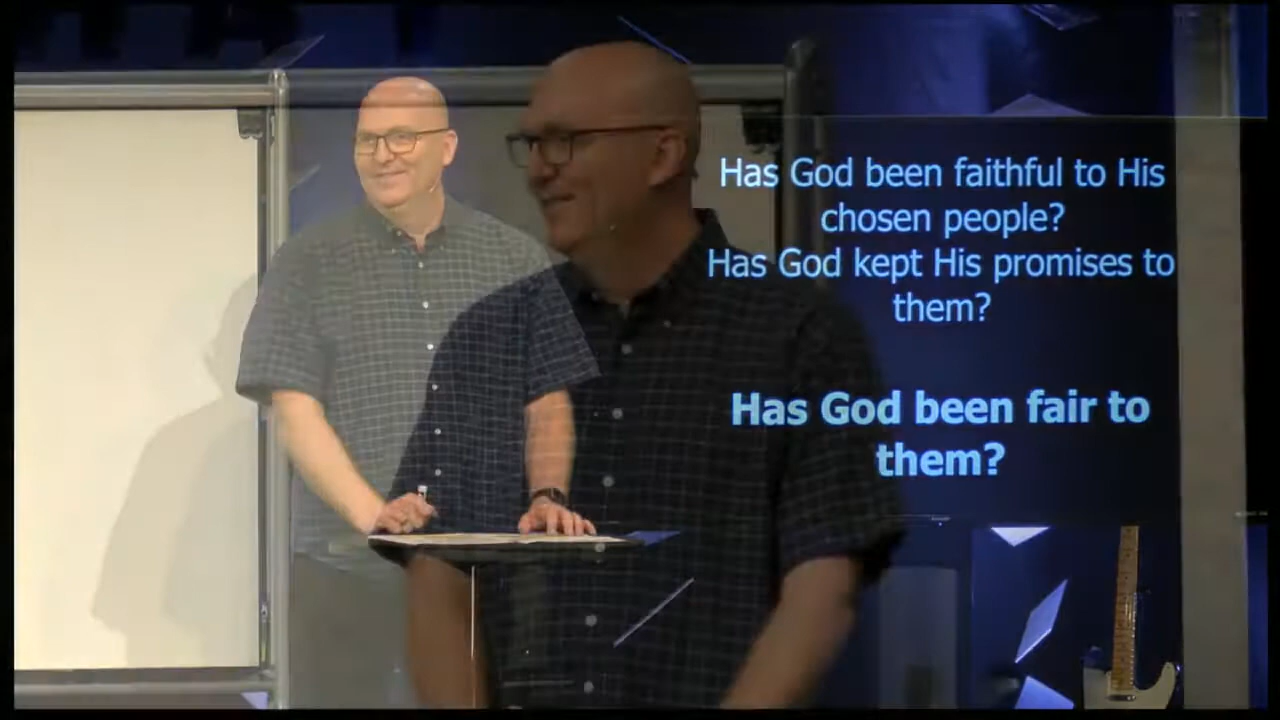 Has God been faithful to His
chosen people?
Has God kept His promises to
them?
Has God been fair to
them?